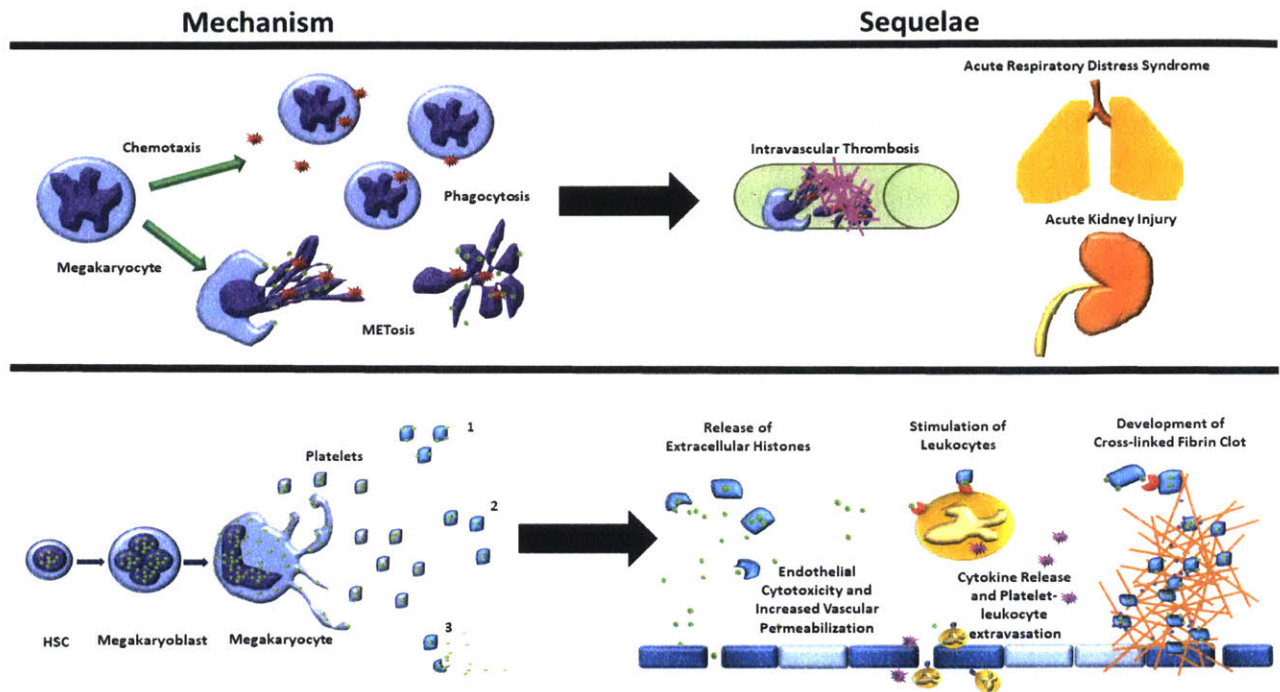 Mechanism
Sequelae
Acute Respiratory Distress Syndrome
Chemotaxis
Intravascular Thrombosis
Phagocytosis
Acute Kidney Injury
Megakaryocyte
METosis
Release of
Extracellular Histones
Stimulation of
Leukocytes
Development of
Cross-linked Fibrin Clot
1
Platelets
2
Endothelial
Cytotoxicity and
Increased Vascular
Permeabilization
Cytokine Release
and Platelet-
leukocyte
extravasation
3
HSC
Megakaryoblast
Megakaryocyte